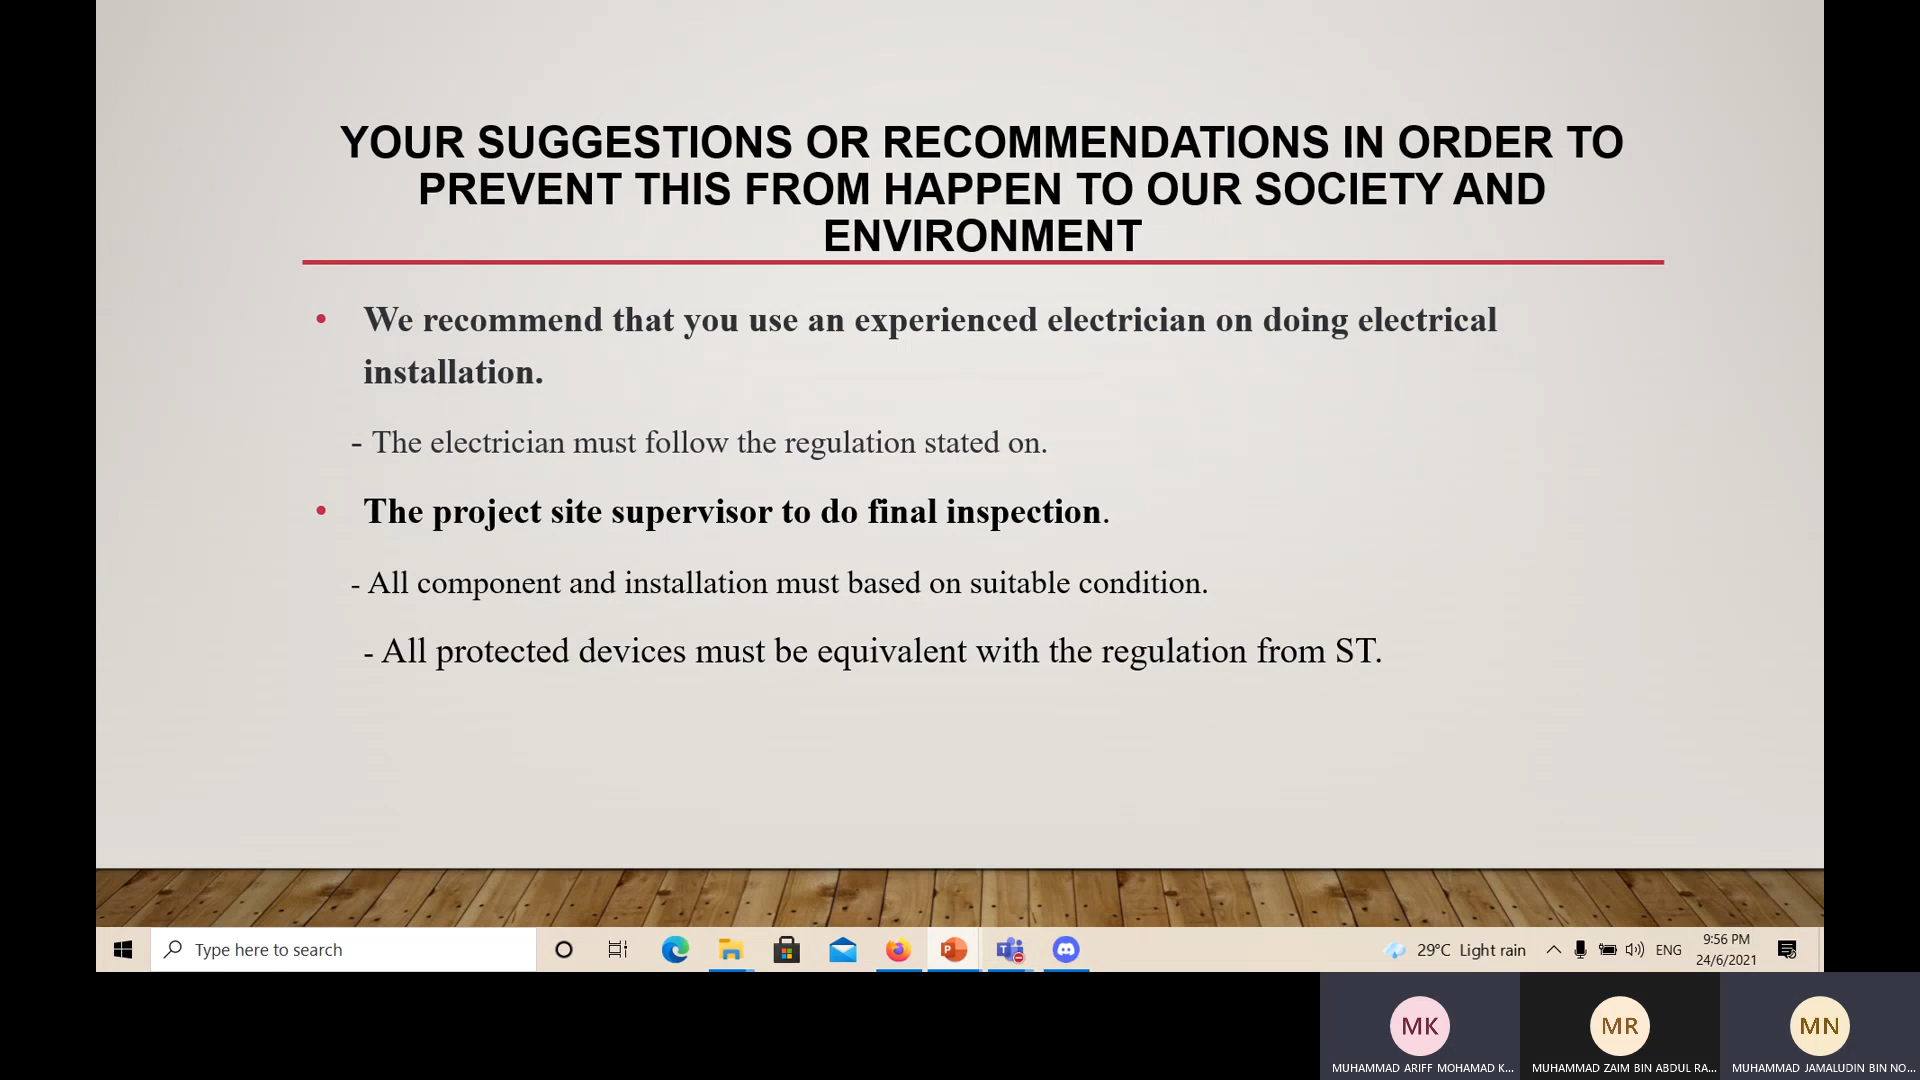 YOUR SUGGESTIONS OR RECOMMENDATIONS IN ORDER TO
PREVENT THIS FROM HAPPEN TO OUR SOCIETY AND
ENVIRONMENT
• We recommend that you use an experienced electrician on doing electrical
installation.
- The electrician must follow the regulation stated on.
• The project site supervisor to do final inspection.
- All component and installation must based on suitable condition.
- All protected devices must be equivalent with the regulation from ST.
Type here to search
29°C Light rain
ENG
9:56 PM
24/6/2021
MK
MR
MN
MUHAMMAD ARIFF MOHAMAD K...
MUHAMMAD ZAIM BIN ABDUL RA...
MUHAMMAD JAMALUDIN BIN NO...